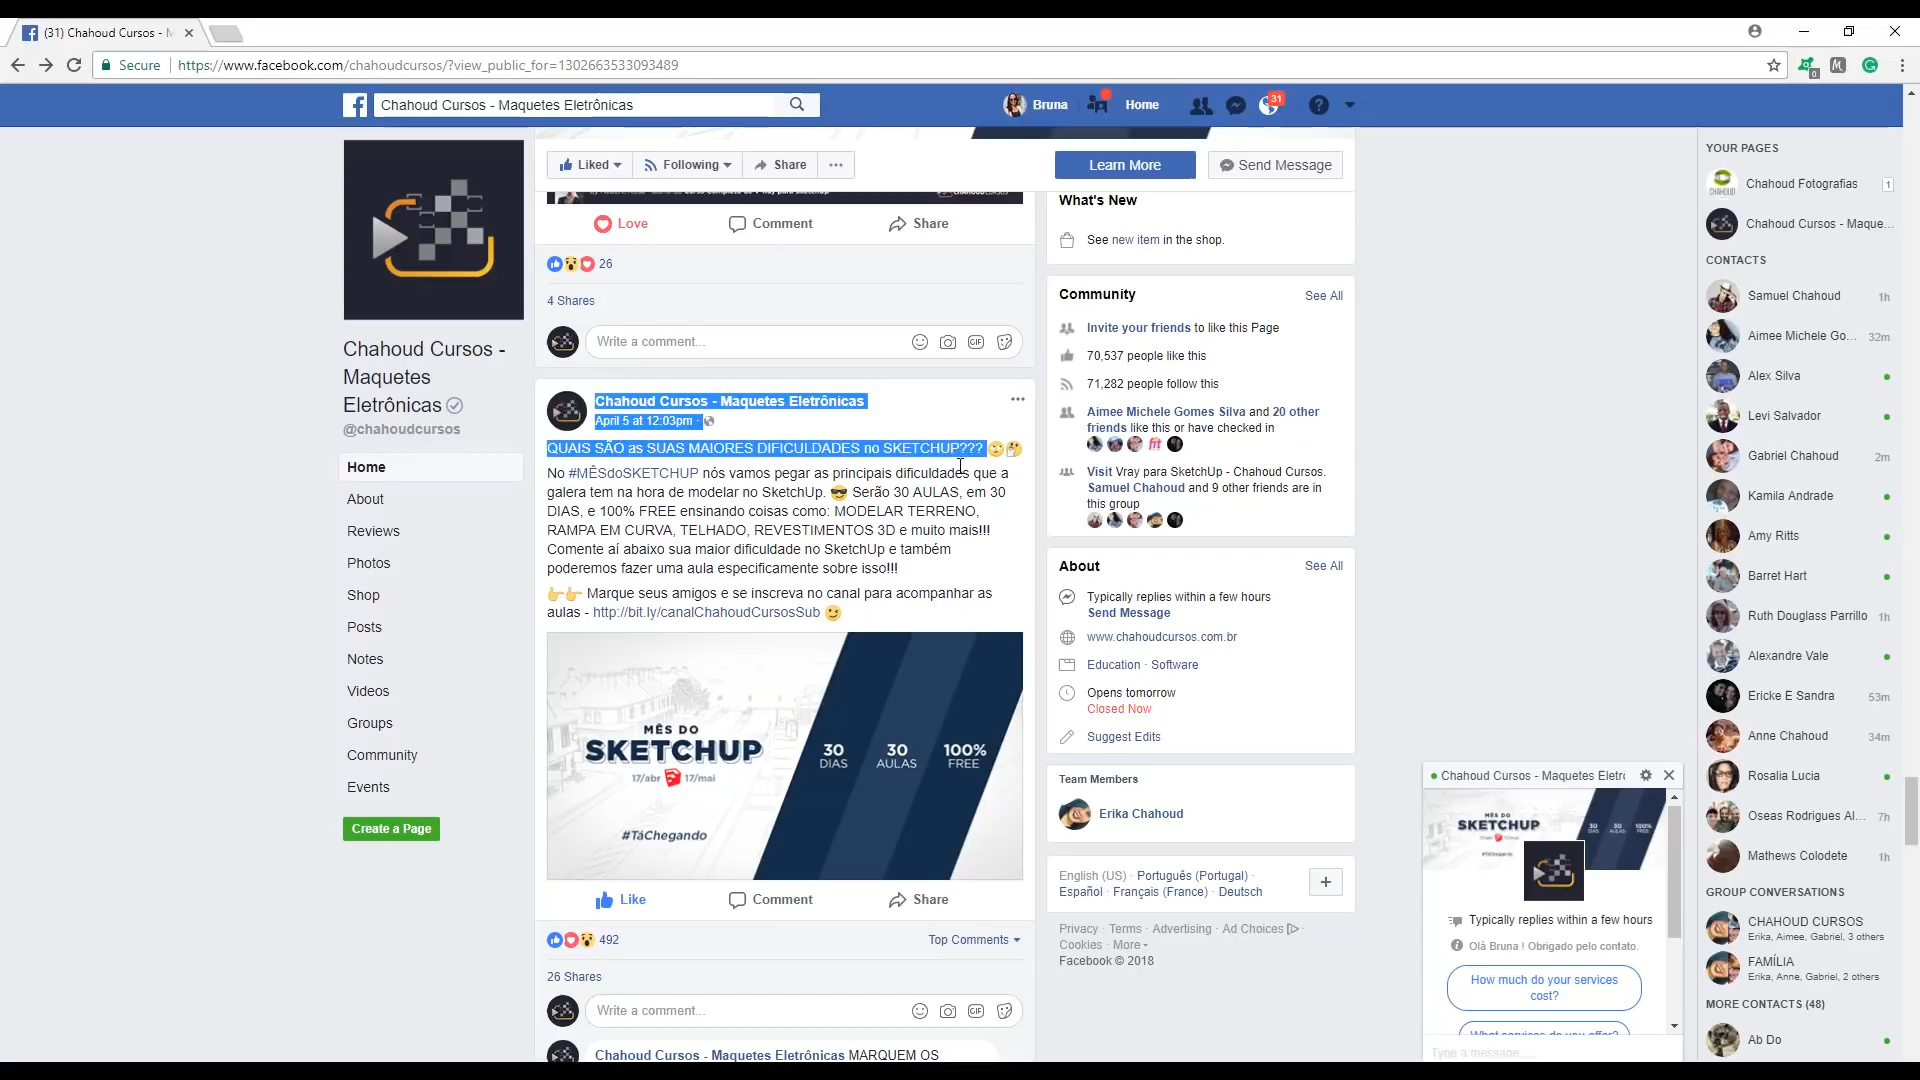 (31) Chahoud Cursos - M
Secure
https://www.facebook.com/chahoudcursos/?view_public_for=1302663533093489
0
Chahoud Cursos - Maquetes Eletrônicas
Bruna
Home
31
Chahoud Cursos -
Maquetes
Eletrônicas
@chahoudcursos
Home
About
Reviews
Photos
Shop
Posts
Notes
Videos
Groups
Community
Events
Create a Page
Liked
Following
Share
Learn More
Send Message
Love
Comment
Share
26
4 Shares
Write a comment...
GIF
Chahoud Cursos - Maquetes Eletrônicas
April 5 at 12:03pm ·
QUAIS SÃO as SUAS MAIORES DIFICULDADES no SKETCHUP???
No #MÊSdoSKETCHUP nós vamos pegar as principais dificuldades que a
galera tem na hora de modelar no SketchUp. Serão 30 AULAS, em 30
DIAS, e 100% FREE ensinando coisas como: MODELAR TERRENO,
RAMPA EM CURVA, TELHADO, REVESTIMENTOS 3D e muito mais!!!
Comente aí abaixo sua maior dificuldade no SketchUp e também
poderemos fazer uma aula especificamente sobre isso!!!
Marque seus amigos e se inscreva no canal para acompanhar as
aulas - http://bit.ly/canalChahoudCursosSub
MÊS DO
SKETCHUP
17/abr 17/mai
30 DIAS
30 AULAS
100% FREE
#TáChegando
Like
Comment
Share
492
Top Comments
26 Shares
Write a comment...
GIF
Chahoud Cursos - Maquetes Eletrônicas MARQUEM OS
What's New
See new item in the shop.
Community
See All
Invite your friends to like this Page
70,537 people like this
71,282 people follow this
Aimee Michele Gomes Silva and 20 other
friends like this or have checked in
Visit Vray para SketchUp - Chahoud Cursos.
Samuel Chahoud and 9 other friends are in
this group
About
See All
Typically replies within a few hours
Send Message
www.chahoudcursos.com.br
Education · Software
Opens tomorrow
Closed Now
Suggest Edits
Team Members
Erika Chahoud
English (US) · Português (Portugal) ·
Español · Français (France) · Deutsch
Privacy · Terms · Advertising · Ad Choices ·
Cookies · More
Facebook © 2018
Chahoud Cursos - Maquetes Eletr
MÊS DO
SKETCHUP
Typically replies within a few hours
Olá Bruna ! Obrigado pelo contato.
How much do your services
cost?
What services do you offer?
Type a message...
YOUR PAGES
Chahoud Fotografias 1
Chahoud Cursos - Maque...
CONTACTS
Samuel Chahoud 1h
Aimee Michele Go... 32m
Alex Silva
Levi Salvador
Gabriel Chahoud 2m
Kamila Andrade
Amy Ritts
Barret Hart
Ruth Douglass Parrillo 1h
Alexandre Vale
Ericke E Sandra 53m
Anne Chahoud 34m
Rosalia Lucia
Oseas Rodrigues Al... 7h
Mathews Colodete 1h
GROUP CONVERSATIONS
CHAHOUD CURSOS
Erika, Aimee, Gabriel, 3 others
FAMÍLIA
Erika, Anne, Gabriel, 2 others
MORE CONTACTS (48)
Ab Do